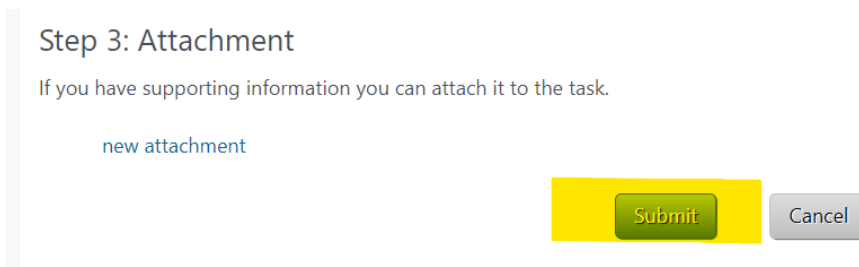 Step 3: Attachment
If you have supporting information you can attach it to the task.
new attachment
Submit Cancel